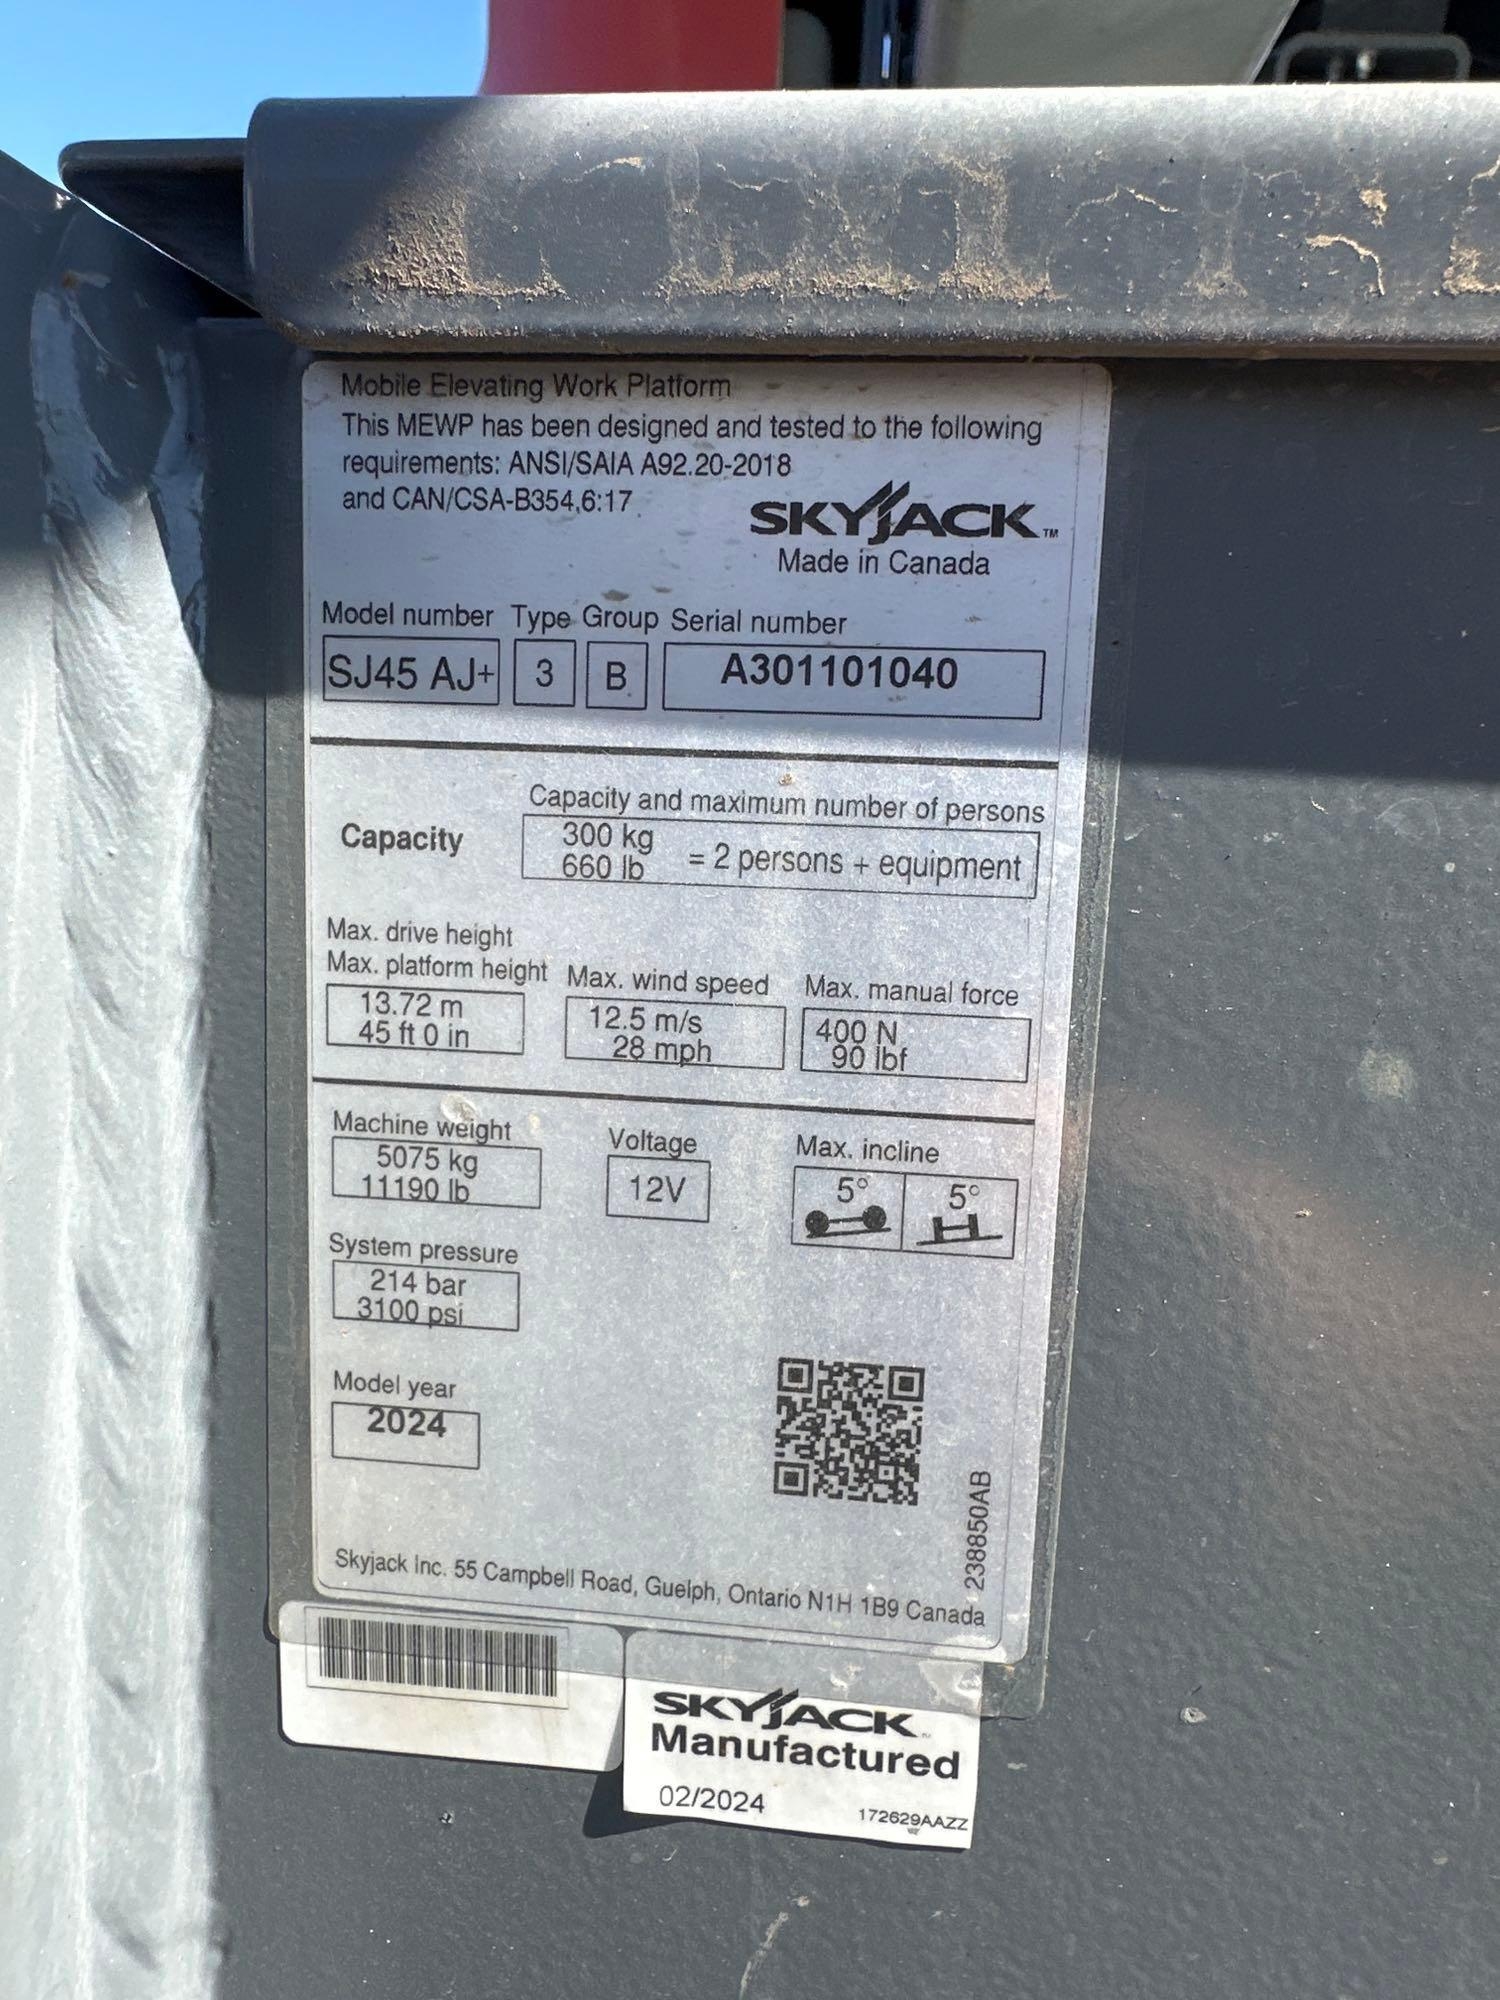 Mobile Elevating Work Platform
This MEWP has been designed and tested to the following
requirements: ANSI/SAIA A92.20-2018
and CAN/CSA-B354,6:17
SKYJACK™
Made in Canada
Model number Type Group Serial number
SJ45 AJ+ 3 B A301101040
Capacity and maximum number of persons
Capacity
300 kg
660 lb
= 2 persons + equipment
Max. drive height
Max. platform height Max. wind speed Max. manual force
13.72 m 12.5 m/s 400 N
45 ft 0 in 28 mph 90 lbf
Machine weight Voltage Max. incline
5075 kg 12V 5° 5°
11190 lb
System pressure
214 bar
3100 psi
Model year
2024
238850AB
Skyjack Inc. 55 Campbell Road, Guelph, Ontario N1H 1B9 Canada
SKYJACK™
Manufactured
02/2024 172629AAZZ